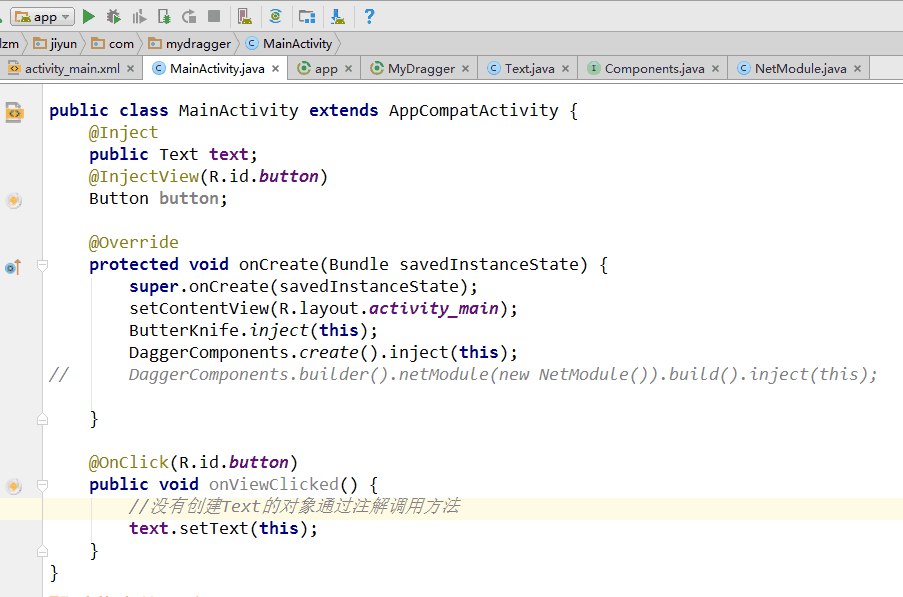 app
lzm jiyun com mydragger MainActivity
activity_main.xml MainActivity.java app MyDragger Text.java Components.java NetModule.java
public class MainActivity extends AppCompatActivity {
@Inject
public Text text;
@InjectView(R.id.button)
Button button;
@Override
protected void onCreate(Bundle savedInstanceState) {
super.onCreate(savedInstanceState);
setContentView(R.layout.activity_main);
ButterKnife.inject(this);
DaggerComponents.create().inject(this);
// DaggerComponents.builder().netModule(new NetModule()).build().inject(this);
}
@OnClick(R.id.button)
public void onViewClicked() {
//没有创建Text的对象通过注解调用方法
text.setText(this);
}
}